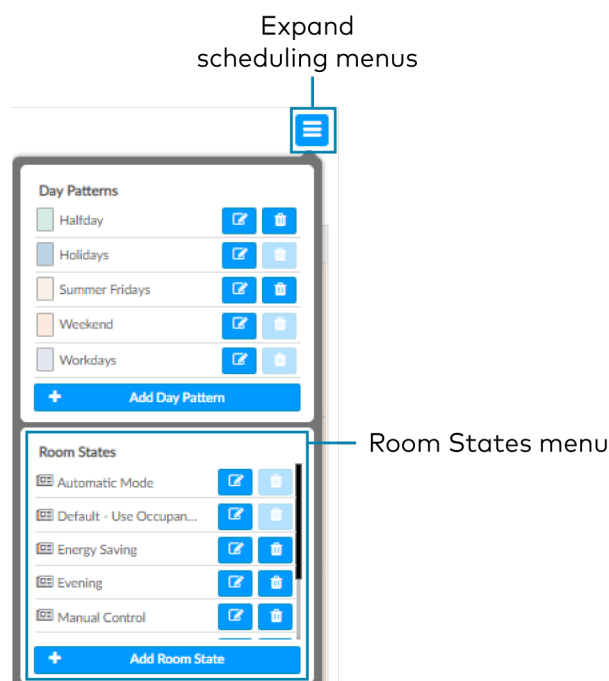 Expand
scheduling menus
Day Patterns
Halfday
Holidays
Summer Fridays
Weekend
Workdays
Add Day Pattern
Room States menu
Room States
Automatic Mode
Default - Use Occupan...
Energy Saving
Evening
Manual Control
Add Room State